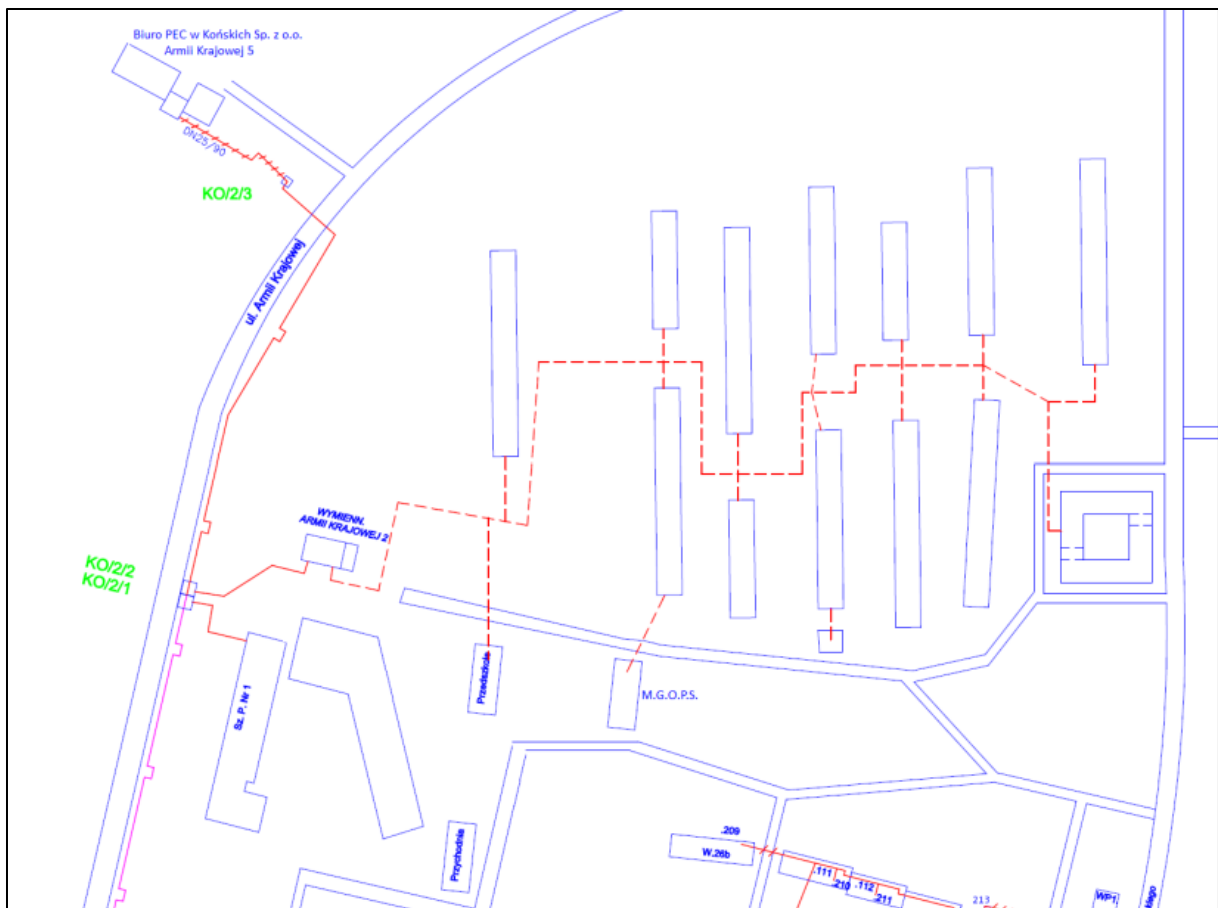 Biuro PEC w Końskich Sp. z o.o.
Armii Krajowej 5
DN25/90
KO/2/3
ul. Armii Krajowej
WYMIENN.
ARMII KRAJOWEJ 2
KO/2/2
KO/2/1
Przedszkole
Sz. P. Nr 1
M.G.O.P.S.
Przychodnia
.209
W.26b
.111
.210
.112
.211
213
WP1